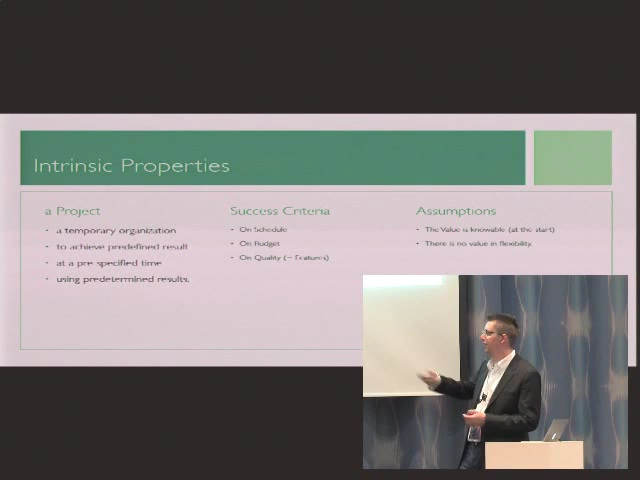 Intrinsic Properties
a Project
- a temporary organization
- to achieve predefined result
- at a pre specified time
- using predetermined results.
Success Criteria
- On Schedule
- On Budget
- On Quality (~ Features)
Assumptions
- The Value is knowable (at the start)
- There is no value in flexibility.